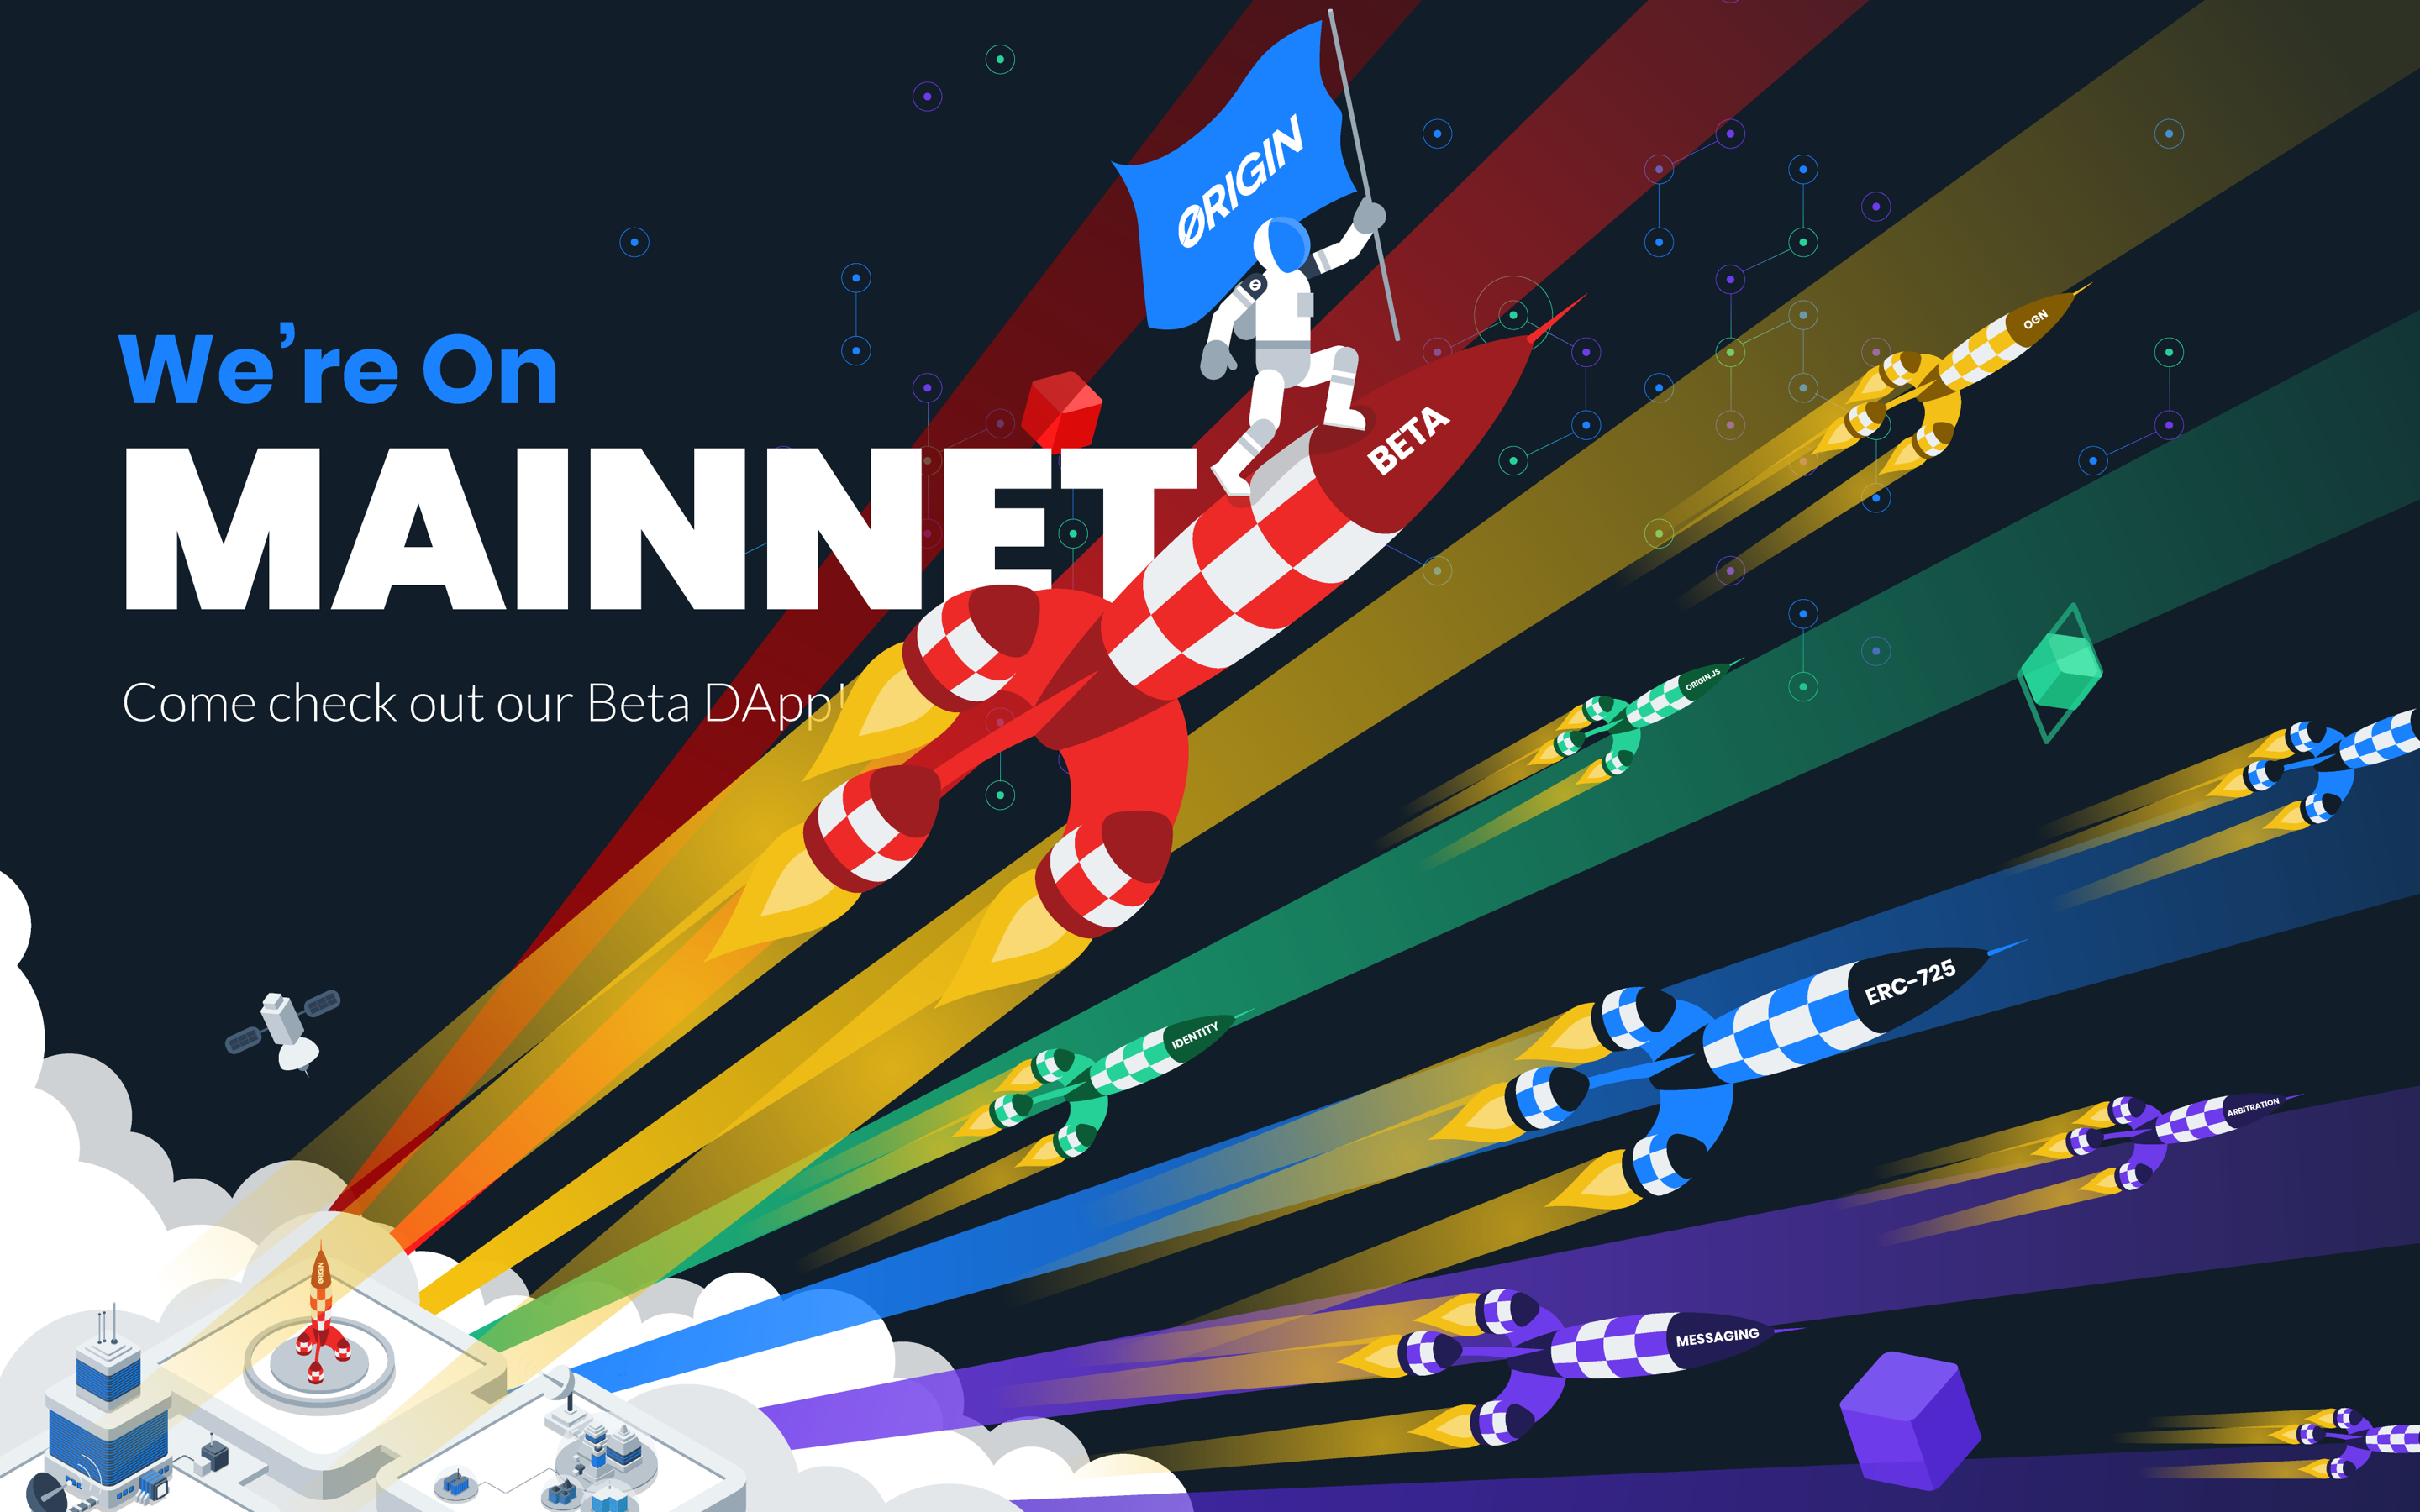 ØRIGIN
We're On
MAINNET
Come check out our Beta DApp!
BETA
OGN
ORIGIN.JS
IDENTITY
ERC-725
ARBITRATION
MESSAGING